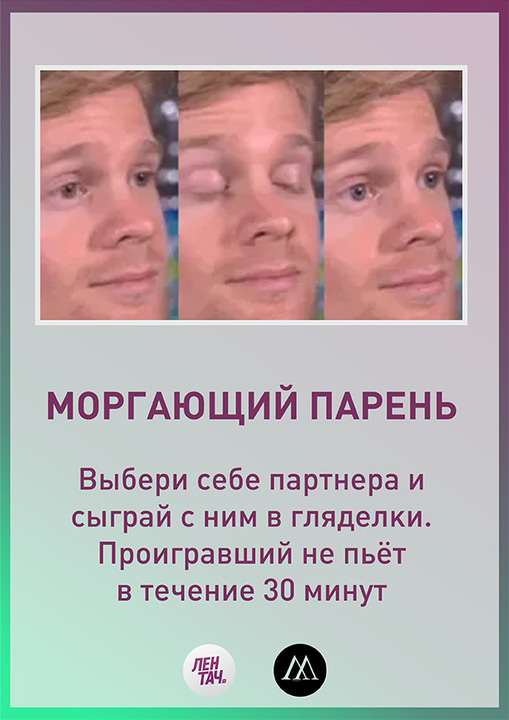 МОРГАЮЩИЙ ПАРЕНЬ
Выбери себе партнера и
сыграй с ним в гляделки.
Проигравший не пьёт
в течение 30 минут
ЛЕН
ТАЧ